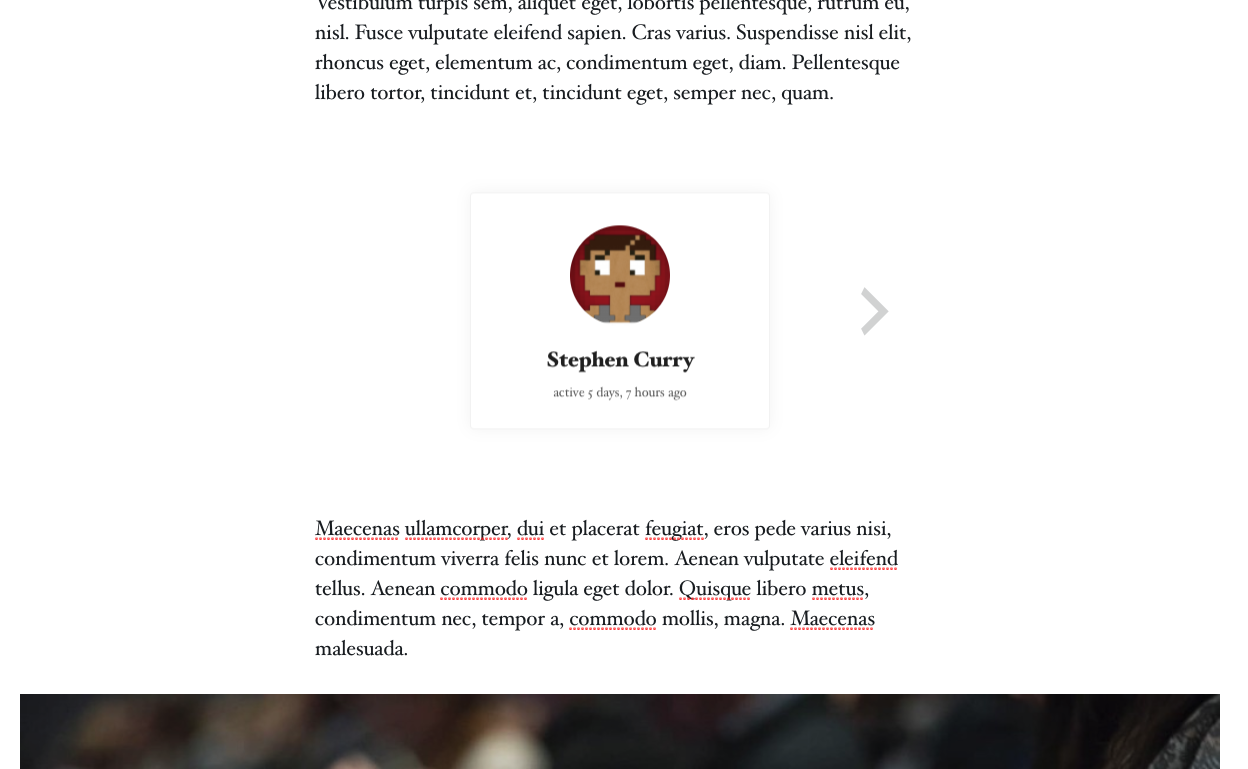 Vestibulum turpis sem, aliquet eget, lobortis pellentesque, rutrum eu,
nisl. Fusce vulputate eleifend sapien. Cras varius. Suspendisse nisl elit,
rhoncus eget, elementum ac, condimentum eget, diam. Pellentesque
libero tortor, tincidunt et, tincidunt eget, semper nec, quam.
Stephen Curry
active 5 days, 7 hours ago
Maecenas ullamcorper, dui et placerat feugiat, eros pede varius nisi,
condimentum viverra felis nunc et lorem. Aenean vulputate eleifend
tellus. Aenean commodo ligula eget dolor. Quisque libero metus,
condimentum nec, tempor a, commodo mollis, magna. Maecenas
malesuada.